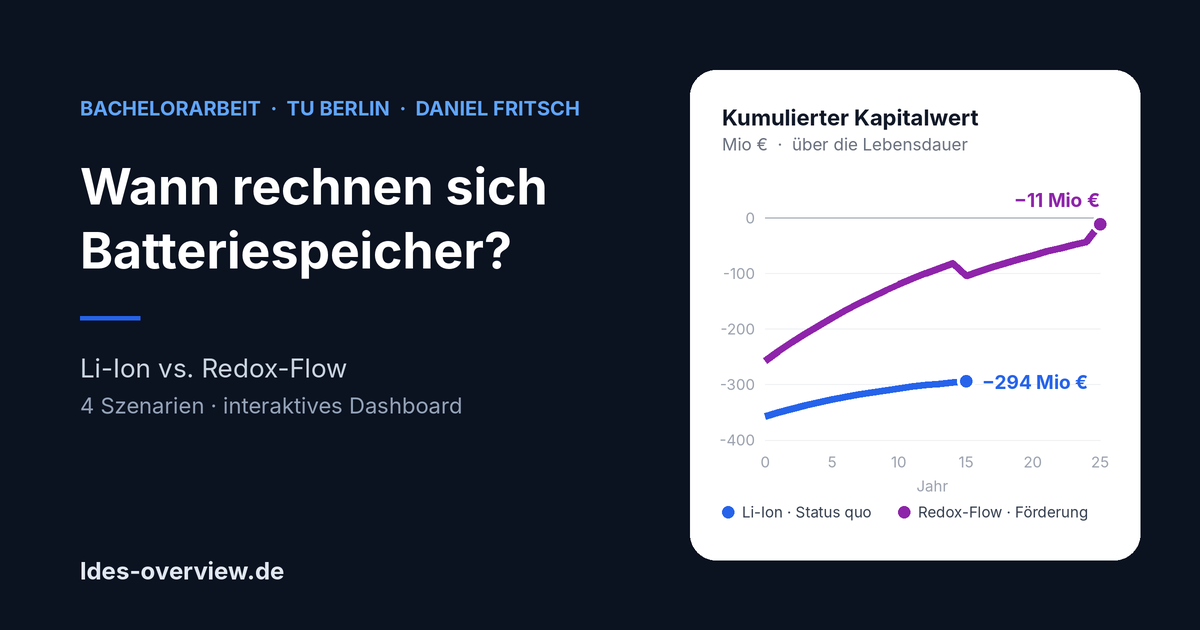 BACHELORARBEIT · TU BERLIN · DANIEL FRITSCH
Wann rechnen sich
Batteriespeicher?
Li-Ion vs. Redox-Flow
4 Szenarien · interaktives Dashboard
ldes-overview.de
Kumulierter Kapitalwert
Mio € · über die Lebensdauer
−11 Mio €
0
-100
-200
-300
−294 Mio €
-400
0 5 10 15 20 25
Jahr
Li-Ion · Status quo Redox-Flow · Förderung